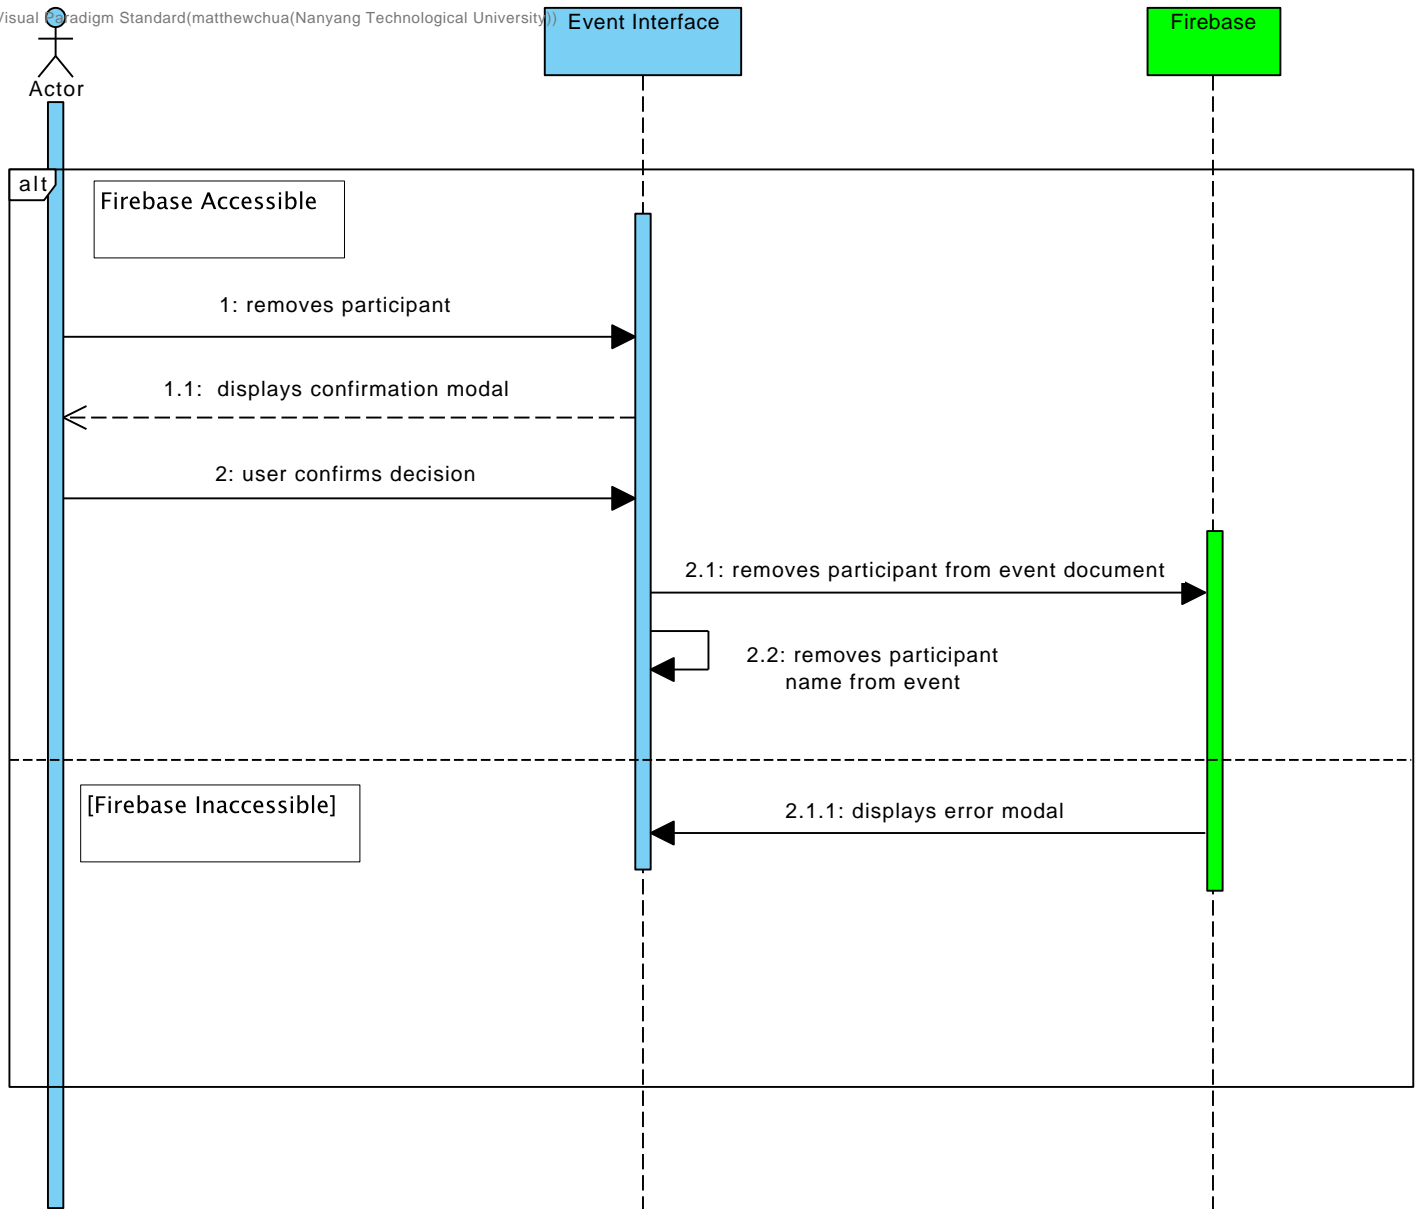 Visual Paradigm Standard(matthewchua(Nanyang Technological University))
Event Interface
Firebase
Actor
alt
Firebase Accessible
1: removes participant
1.1:  displays confirmation modal
2: user confirms decision
2.1: removes participant from event document
2.2: removes participant
name from event
[Firebase Inaccessible]
2.1.1: displays error modal